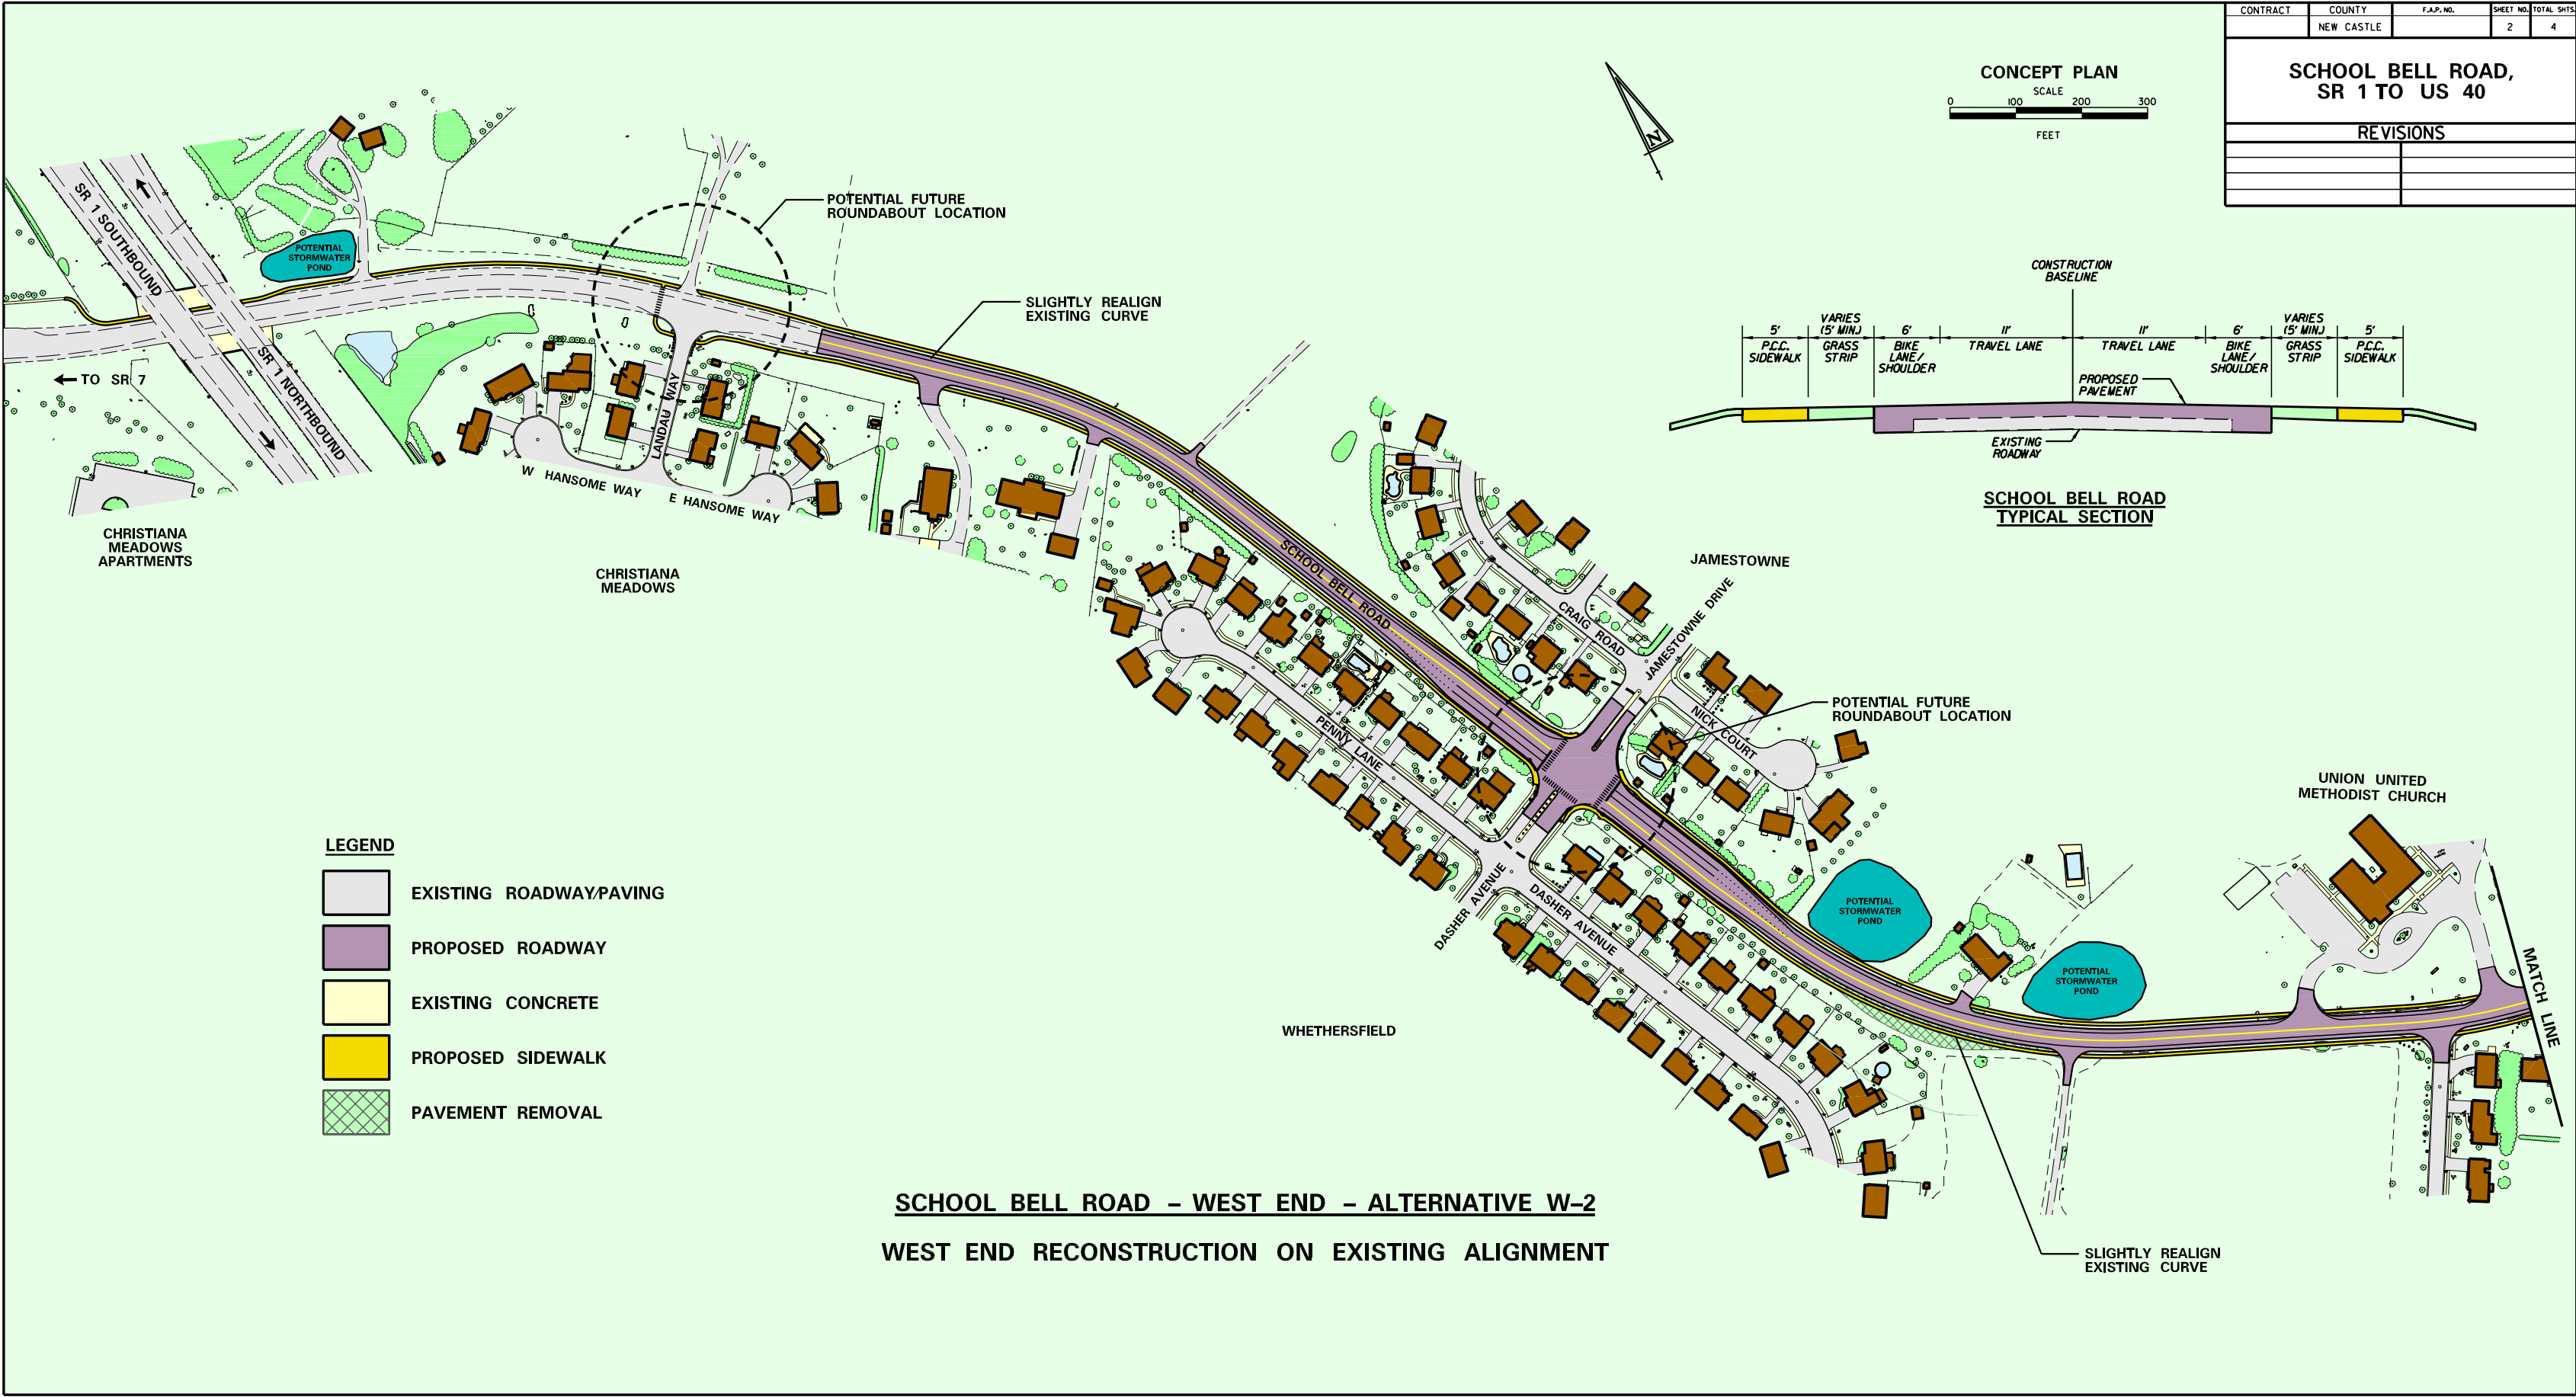 CONTRACT
COUNTY
F.A.P. NO.
SHEET NO.
TOTAL SHTS.
NEW CASTLE
2
4
SCHOOL BELL ROAD,
SR 1 TO US 40
REVISIONS
CONCEPT PLAN
SCALE
0 100 200 300
FEET
N
POTENTIAL FUTURE
ROUNDABOUT LOCATION
SR 1 SOUTHBOUND
SR 1 NORTHBOUND
POTENTIAL
STORMWATER
POND
TO SR 7
SLIGHTLY REALIGN
EXISTING CURVE
LANDAU WAY
W HANSOME WAY
E HANSOME WAY
CHRISTIANA
MEADOWS
APARTMENTS
CHRISTIANA
MEADOWS
CONSTRUCTION
BASELINE
5'
P.C.C.
SIDEWALK
VARIES
(5' MIN.)
GRASS
STRIP
6'
BIKE
LANE/
SHOULDER
11'
TRAVEL LANE
11'
TRAVEL LANE
6'
BIKE
LANE/
SHOULDER
VARIES
(5' MIN.)
GRASS
STRIP
5'
P.C.C.
SIDEWALK
PROPOSED
PAVEMENT
EXISTING
ROADWAY
SCHOOL BELL ROAD
TYPICAL SECTION
SCHOOL BELL ROAD
JAMESTOWNE
CRAIG ROAD
JAMESTOWNE DRIVE
NICK COURT
POTENTIAL FUTURE
ROUNDABOUT LOCATION
PENNY LANE
DASHER AVENUE
DASHER AVENUE
WHETHERSFIELD
POTENTIAL
STORMWATER
POND
POTENTIAL
STORMWATER
POND
UNION UNITED
METHODIST CHURCH
MATCH LINE
SLIGHTLY REALIGN
EXISTING CURVE
LEGEND
EXISTING ROADWAY/PAVING
PROPOSED ROADWAY
EXISTING CONCRETE
PROPOSED SIDEWALK
PAVEMENT REMOVAL
SCHOOL BELL ROAD – WEST END – ALTERNATIVE W–2
WEST END RECONSTRUCTION ON EXISTING ALIGNMENT